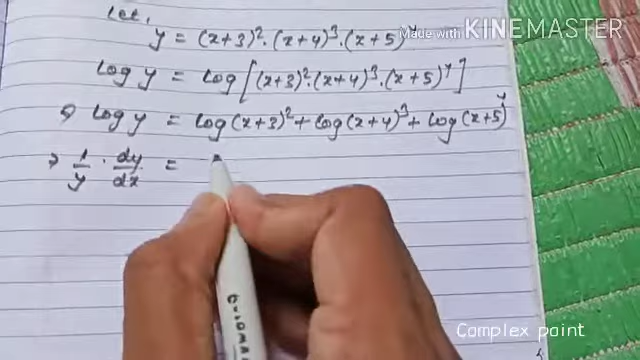 Let,
Made with KINEMASTER
y = (x+3)². (x+4)³. (x+5)⁴
log y = log [(x+3)².(x+4)³.(x+5)⁴]
⇒ log y = log (x+3)² + log (x+4)³ + log (x+5)⁴
⇒ 1/y . dy/dx =
Complex point